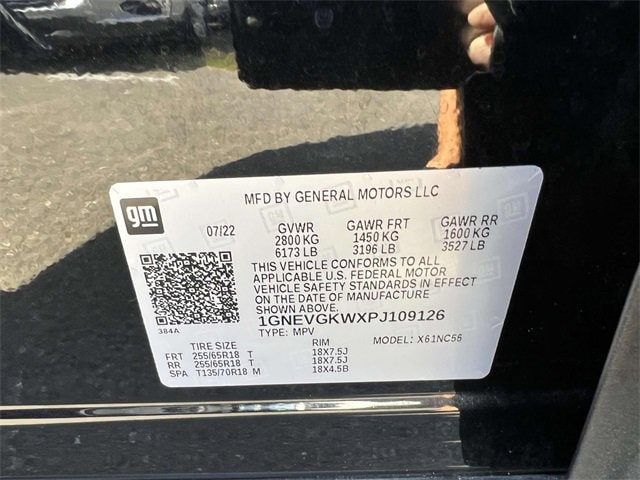 MFD BY GENERAL MOTORS LLC
gm
07/22 GVWR GAWR FRT GAWR RR
2800 KG 1450 KG 1600 KG
6173 LB 3196 LB 3527 LB
THIS VEHICLE CONFORMS TO ALL
APPLICABLE U.S. FEDERAL MOTOR
VEHICLE SAFETY STANDARDS IN EFFECT
ON THE DATE OF MANUFACTURE
SHOWN ABOVE.
384A
1GNEVGKWXPJ109126
TYPE: MPV MODEL: X61NC56
TIRE SIZE RIM
FRT 255/65R18 T 18X7.5J
RR 255/65R18 T 18X7.5J
SPA T135/70R18 M 18X4.5B